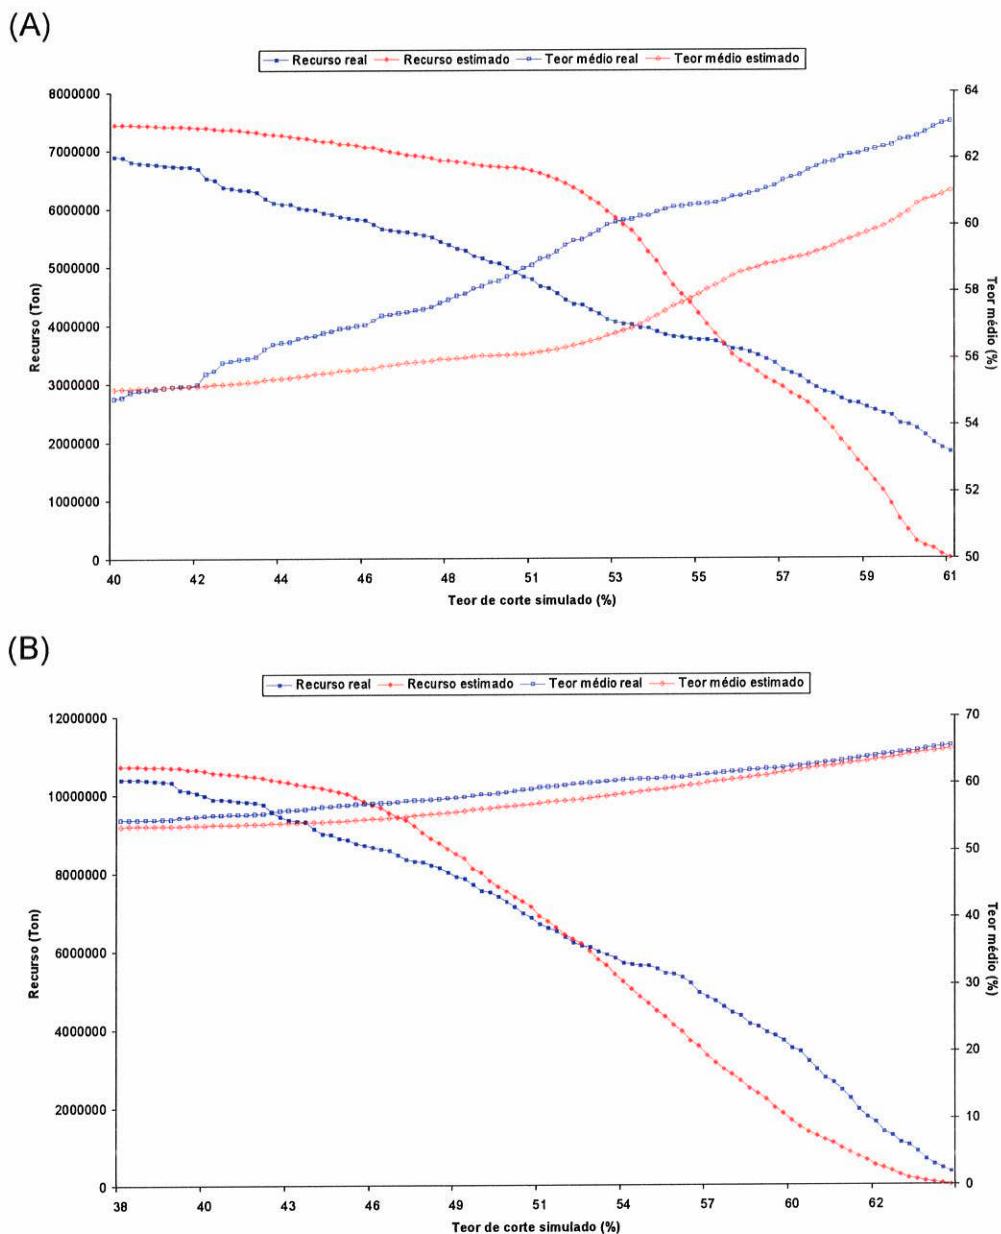 (A)
Recurso real Recurso estimado Teor médio real Teor médio estimado
8000000
7000000
6000000
5000000
4000000
3000000
2000000
1000000
0
Recurso (Ton)
64
62
60
58
56
54
52
50
Teor médio (%)
40 42 44 46 48 51 53 55 57 59 61
Teor de corte simulado (%)
(B)
Recurso real Recurso estimado Teor médio real Teor médio estimado
12000000
10000000
8000000
6000000
4000000
2000000
0
Recurso (Ton)
70
60
50
40
30
20
10
0
Teor médio (%)
38 40 43 46 49 51 54 57 60 62
Teor de corte simulado (%)